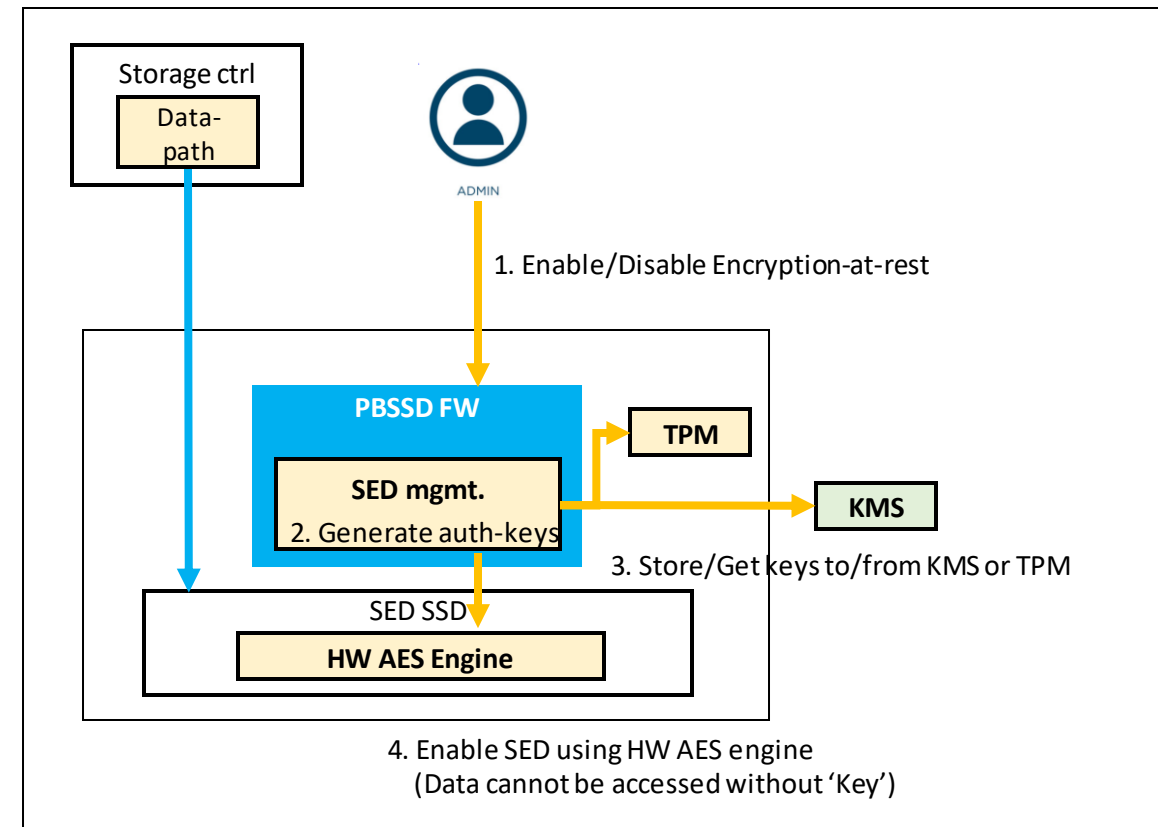 Storage ctrl
Data-
path
ADMIN
1. Enable/Disable Encryption-at-rest
PBSSD FW
TPM
SED mgmt.
2. Generate auth-keys
KMS
3. Store/Get keys to/from KMS or TPM
SED SSD
HW AES Engine
4. Enable SED using HW AES engine
(Data cannot be accessed without ‘Key’)